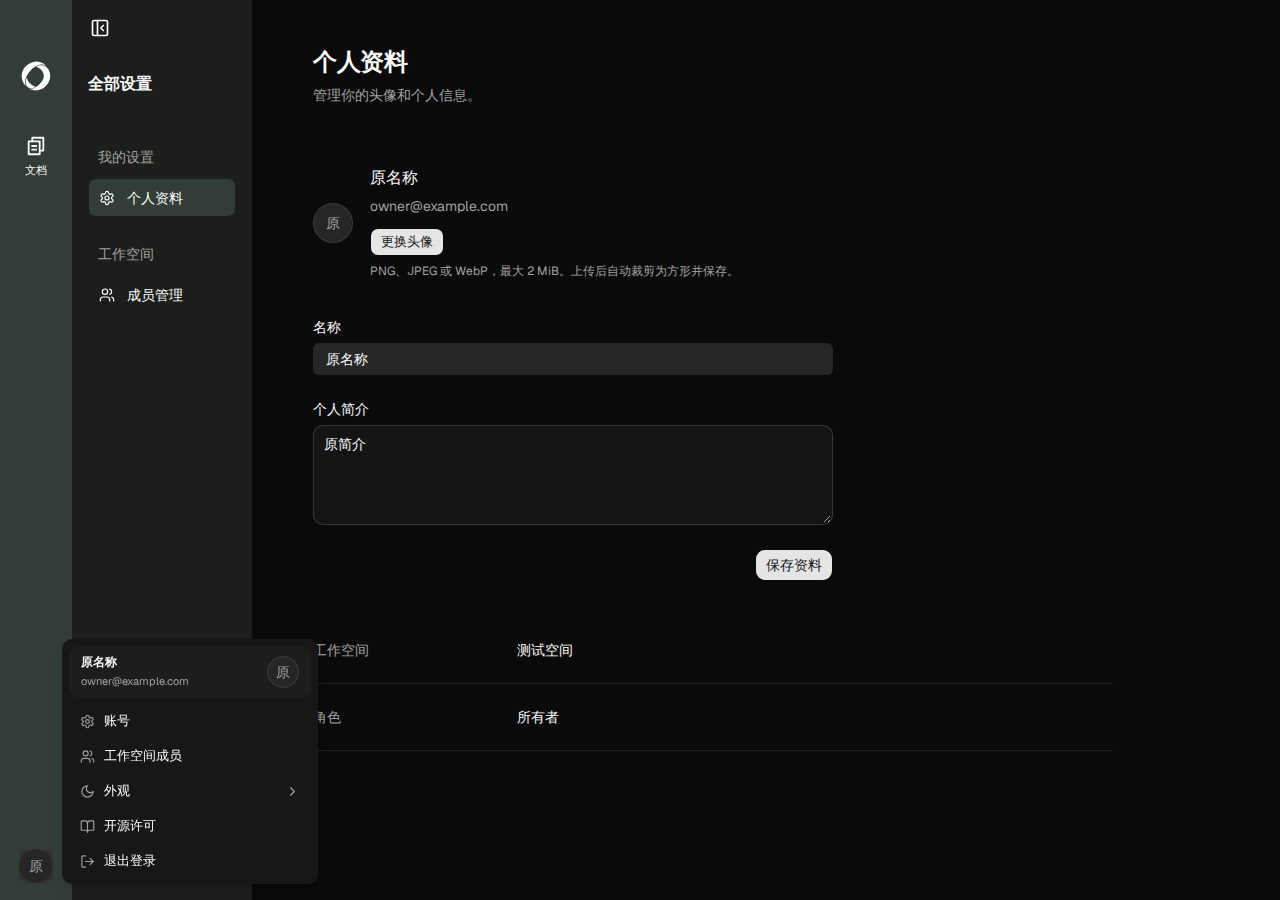 文档
全部设置
我的设置
个人资料
工作空间
成员管理
个人资料
管理你的头像和个人信息。
原
原名称
owner@example.com
更换头像
PNG、JPEG 或 WebP，最大 2 MiB。上传后自动裁剪为方形并保存。
名称
原名称
个人简介
原简介
保存资料
工作空间
测试空间
角色
所有者
原名称
owner@example.com
原
账号
工作空间成员
外观
开源许可
退出登录
原